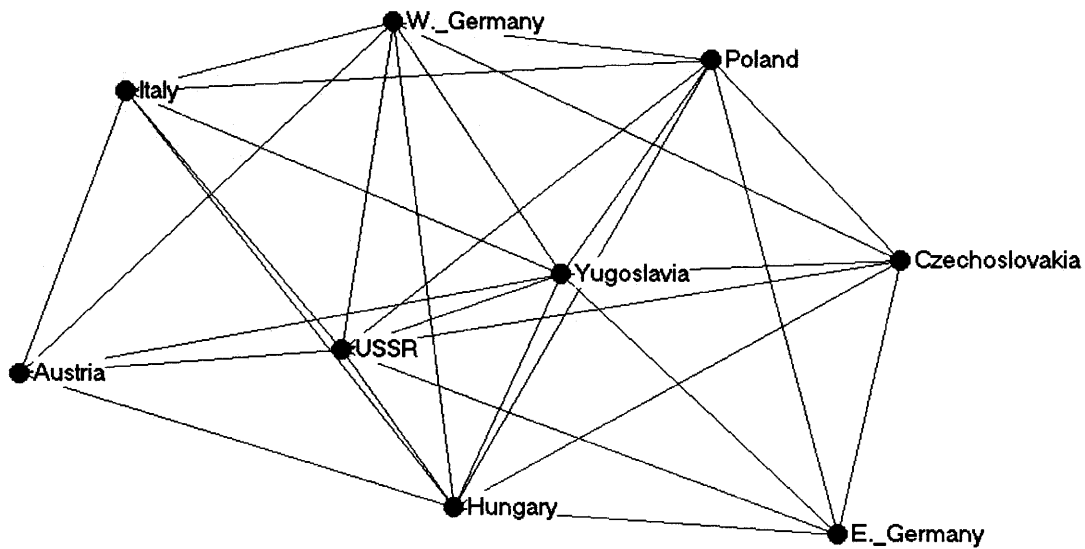 W._Germany
Poland
Italy
Czechoslovakia
Yugoslavia
USSR
Austria
Hungary
E._Germany